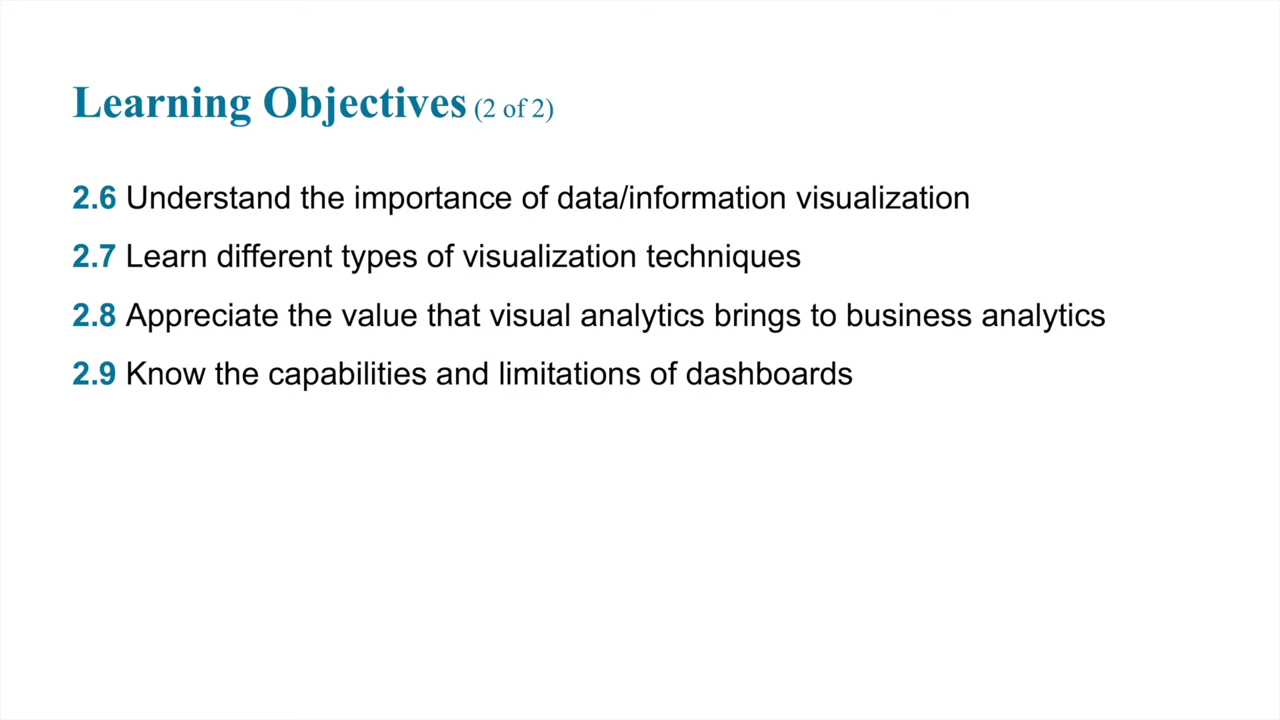 Learning Objectives (2 of 2)
2.6 Understand the importance of data/information visualization
2.7 Learn different types of visualization techniques
2.8 Appreciate the value that visual analytics brings to business analytics
2.9 Know the capabilities and limitations of dashboards